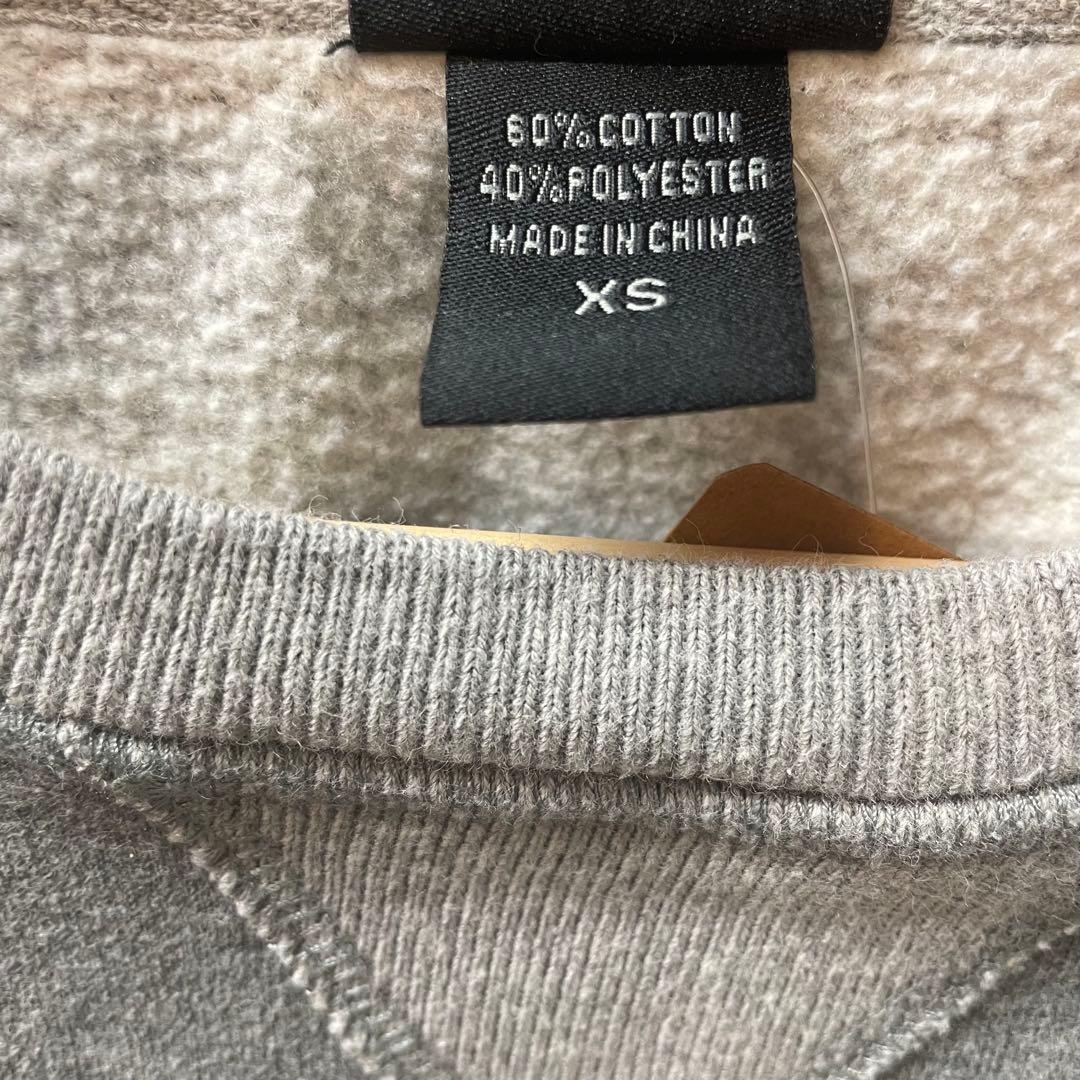 60% COTTON
40% POLYESTER
MADE IN CHINA
XS